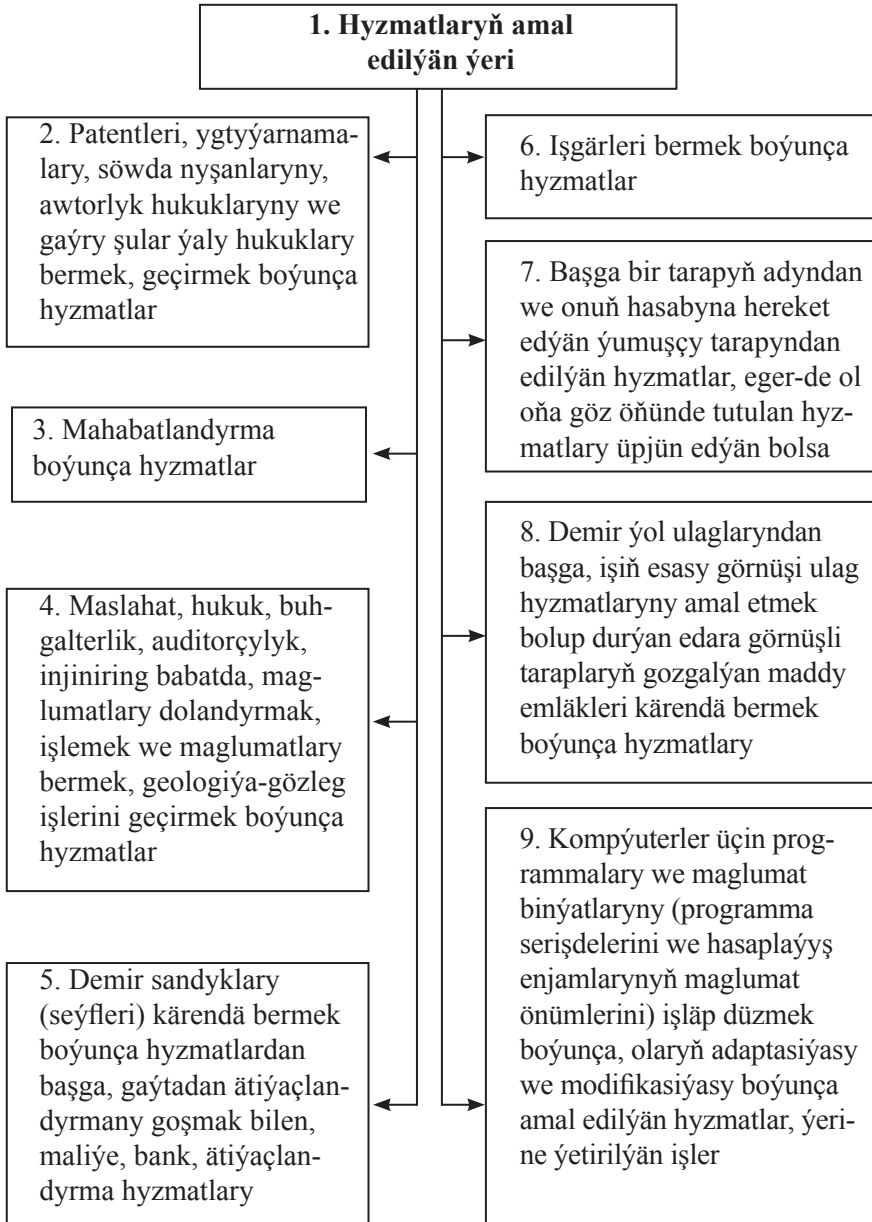 1. Hyzmatlaryň amal
edilýän ýeri
2. Patentleri, ygtyýarnama-
lary, söwda nyşanlaryny,
awtorlyk hukuklaryny we
gaýry şular ýaly hukuklary
bermek, geçirmek boýunça
hyzmatlar
3. Mahabatlandyrma
boýunça hyzmatlar
4. Maslahat, hukuk, buh-
galterlik, auditorçylyk,
injiniring babatda, mag-
lumatlary dolandyrmak,
işlemek we maglumatlary
bermek, geologiýa-gözleg
işlerini geçirmek boýunça
hyzmatlar
5. Demir sandyklary
(seýfleri) kärendä bermek
boýunça hyzmatlardan
başga, gaýtadan ätiýaçlan-
dyrmany goşmak bilen,
maliýe, bank, ätiýaçlan-
dyrma hyzmatlary
6. Işgärleri bermek boýunça
hyzmatlar
7. Başga bir tarapyň adyndan
we onuň hasabyna hereket
edýän ýumuşçy tarapyndan
edilýän hyzmatlar, eger-de ol
oňa göz öňünde tutulan hyz-
matlary üpjün edýän bolsa
8. Demir ýol ulaglaryndan
başga, işiň esasy görnüşi ulag
hyzmatlaryny amal etmek
bolup durýan edara görnüşli
taraplaryň gozgalýan maddy
emläkleri kärendä bermek
boýunça hyzmatlary
9. Kompýuterler üçin prog-
rammalary we maglumat
binýatlaryny (programma
serişdelerini we hasaplaýyş
enjamlarynyň maglumat
önümlerini) işläp düzmek
boýunça, olaryň adaptasiýasy
we modifikasiýasy boýunça
amal edilýän hyzmatlar, ýeri-
ne ýetirilýän işler